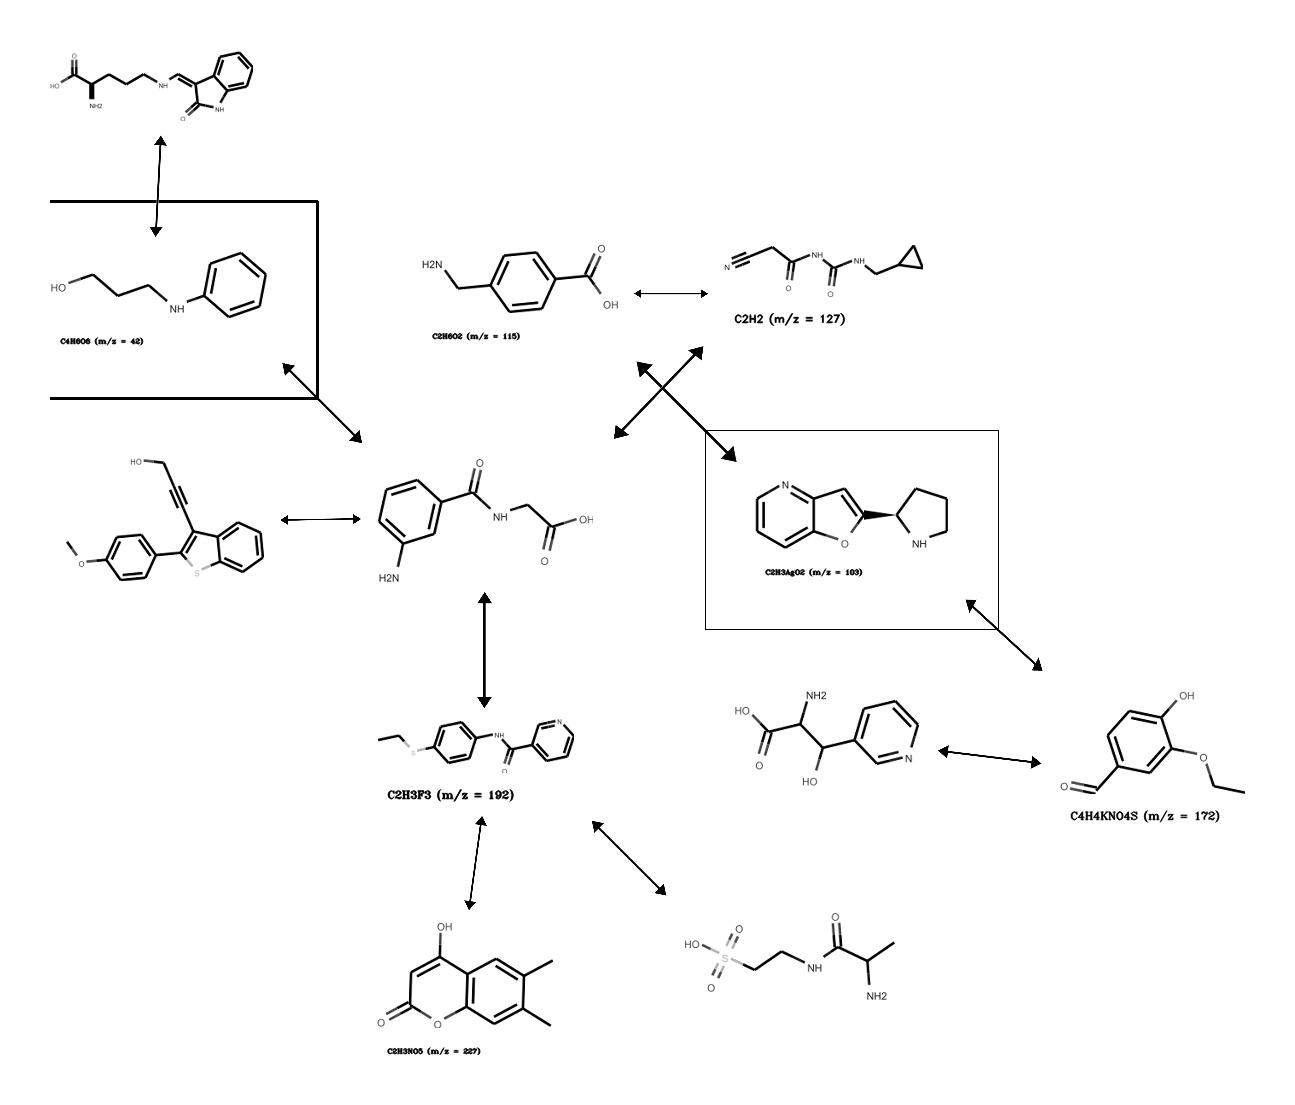 O
HO
NH
NH2
O
NH
HO
NH
C4H6O6 (m/z = 42)
H2N
O
OH
C2H6O2 (m/z = 115)
N
NH
NH
O
O
C2H2 (m/z = 127)
HO
O
S
O
NH
OH
O
H2N
N
O
NH
C2H3AgO2 (m/z = 103)
S
NH
N
O
C2H3F3 (m/z = 192)
NH2
HO
O
HO
N
OH
O
O
C4H4KNO4S (m/z = 172)
OH
O
O
C2H3NO5 (m/z = 227)
O
HO
S
O
O
NH
NH2